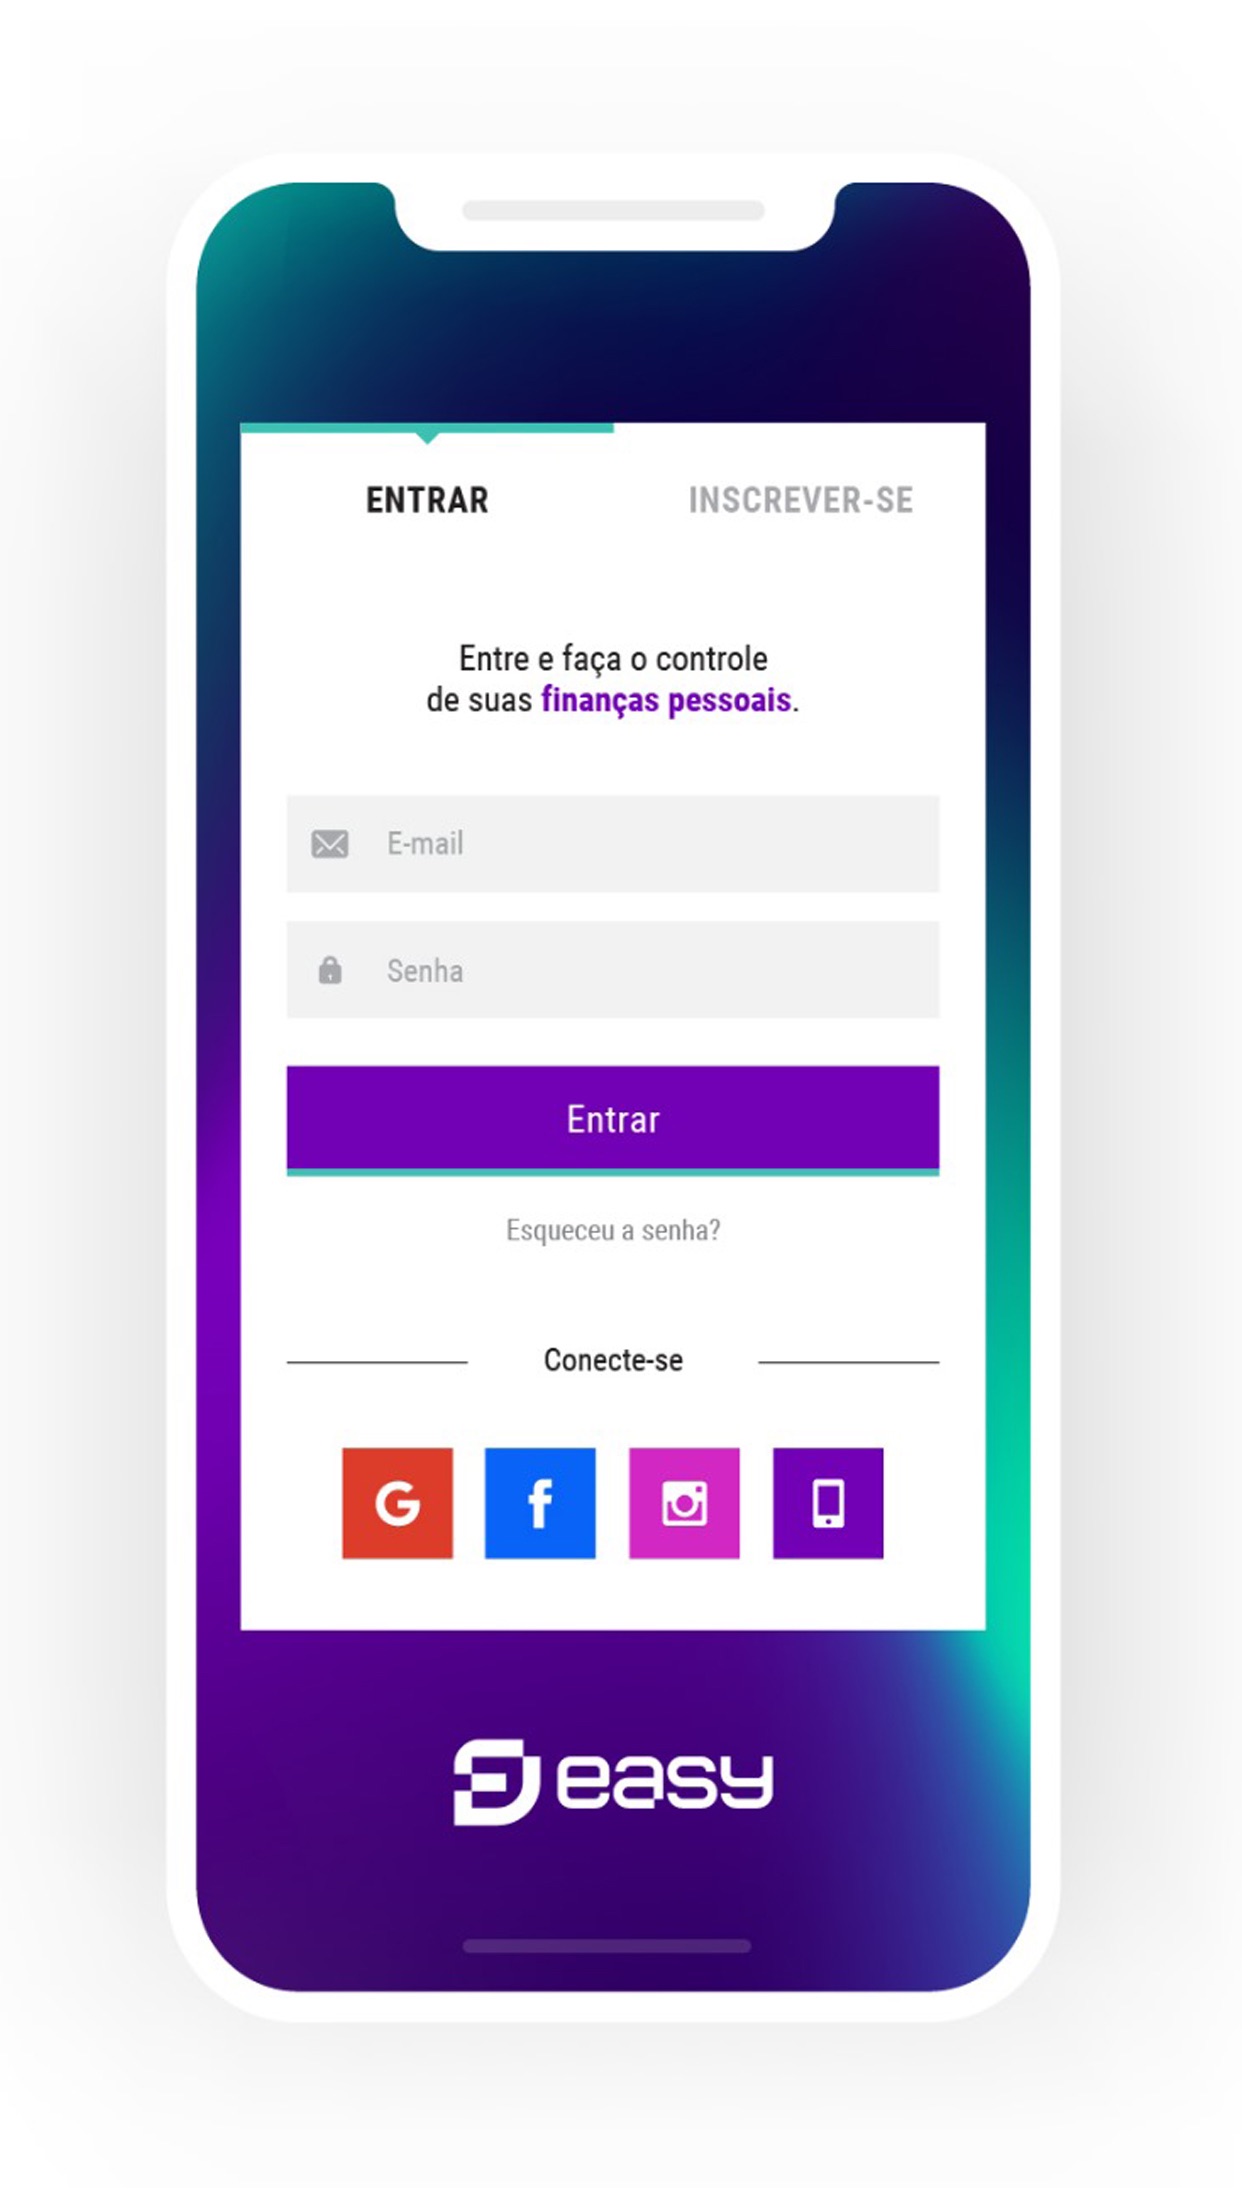 ENTRAR
INSCREVER-SE
Entre e faça o controle
de suas finanças pessoais.
E-mail
Senha
Entrar
Esqueceu a senha?
Conecte-se
easy